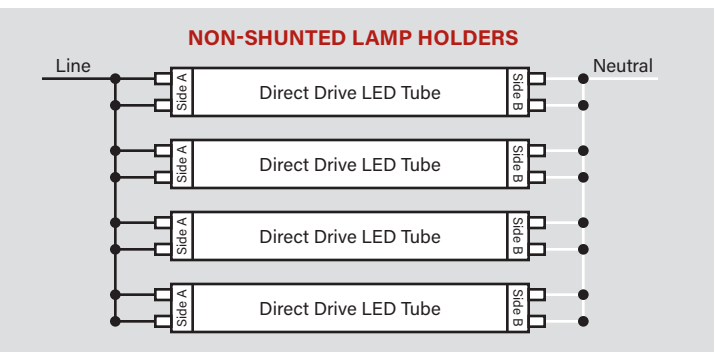 NON-SHUNTED LAMP HOLDERS
Line
Neutral
Side A
Direct Drive LED Tube
Side B
Side A
Direct Drive LED Tube
Side B
Side A
Direct Drive LED Tube
Side B
Side A
Direct Drive LED Tube
Side B